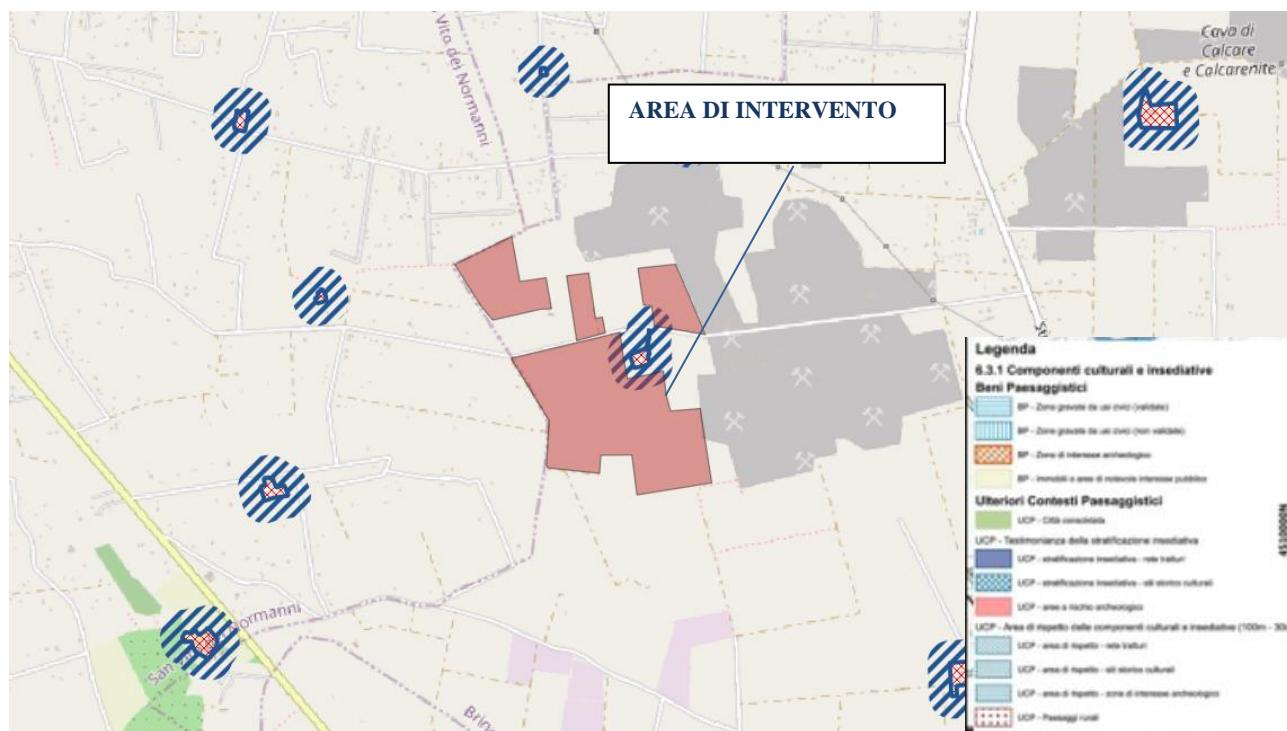 Cava di
Calcare
e Calcarenite
Vito dei Normanni
AREA DI INTERVENTO
Legenda
6.3.1 Componenti culturali e insediative
Beni Paesaggistici
BP - Zone gravate da usi civici (validate)
BP - Zone gravate da usi civici (non validate)
BP - Zone di interesse archeologico
BP - Immobili e aree di notevole interesse pubblico
Ulteriori Contesti Paesaggistici
UCP - Città consolidata
UCP - Testimonianza della stratificazione insediativa
UCP - stratificazione insediativa - rete tratturi
UCP - stratificazione insediativa - siti storico culturali
UCP - aree a rischio archeologico
UCP - Area di rispetto delle componenti culturali e insediative (100m - 30
UCP - area di rispetto - rete tratturi
UCP - area di rispetto - siti storico culturali
UCP - area di rispetto - zone di interesse archeologico
UCP - Paesaggi rurali
4510000N
Normanni